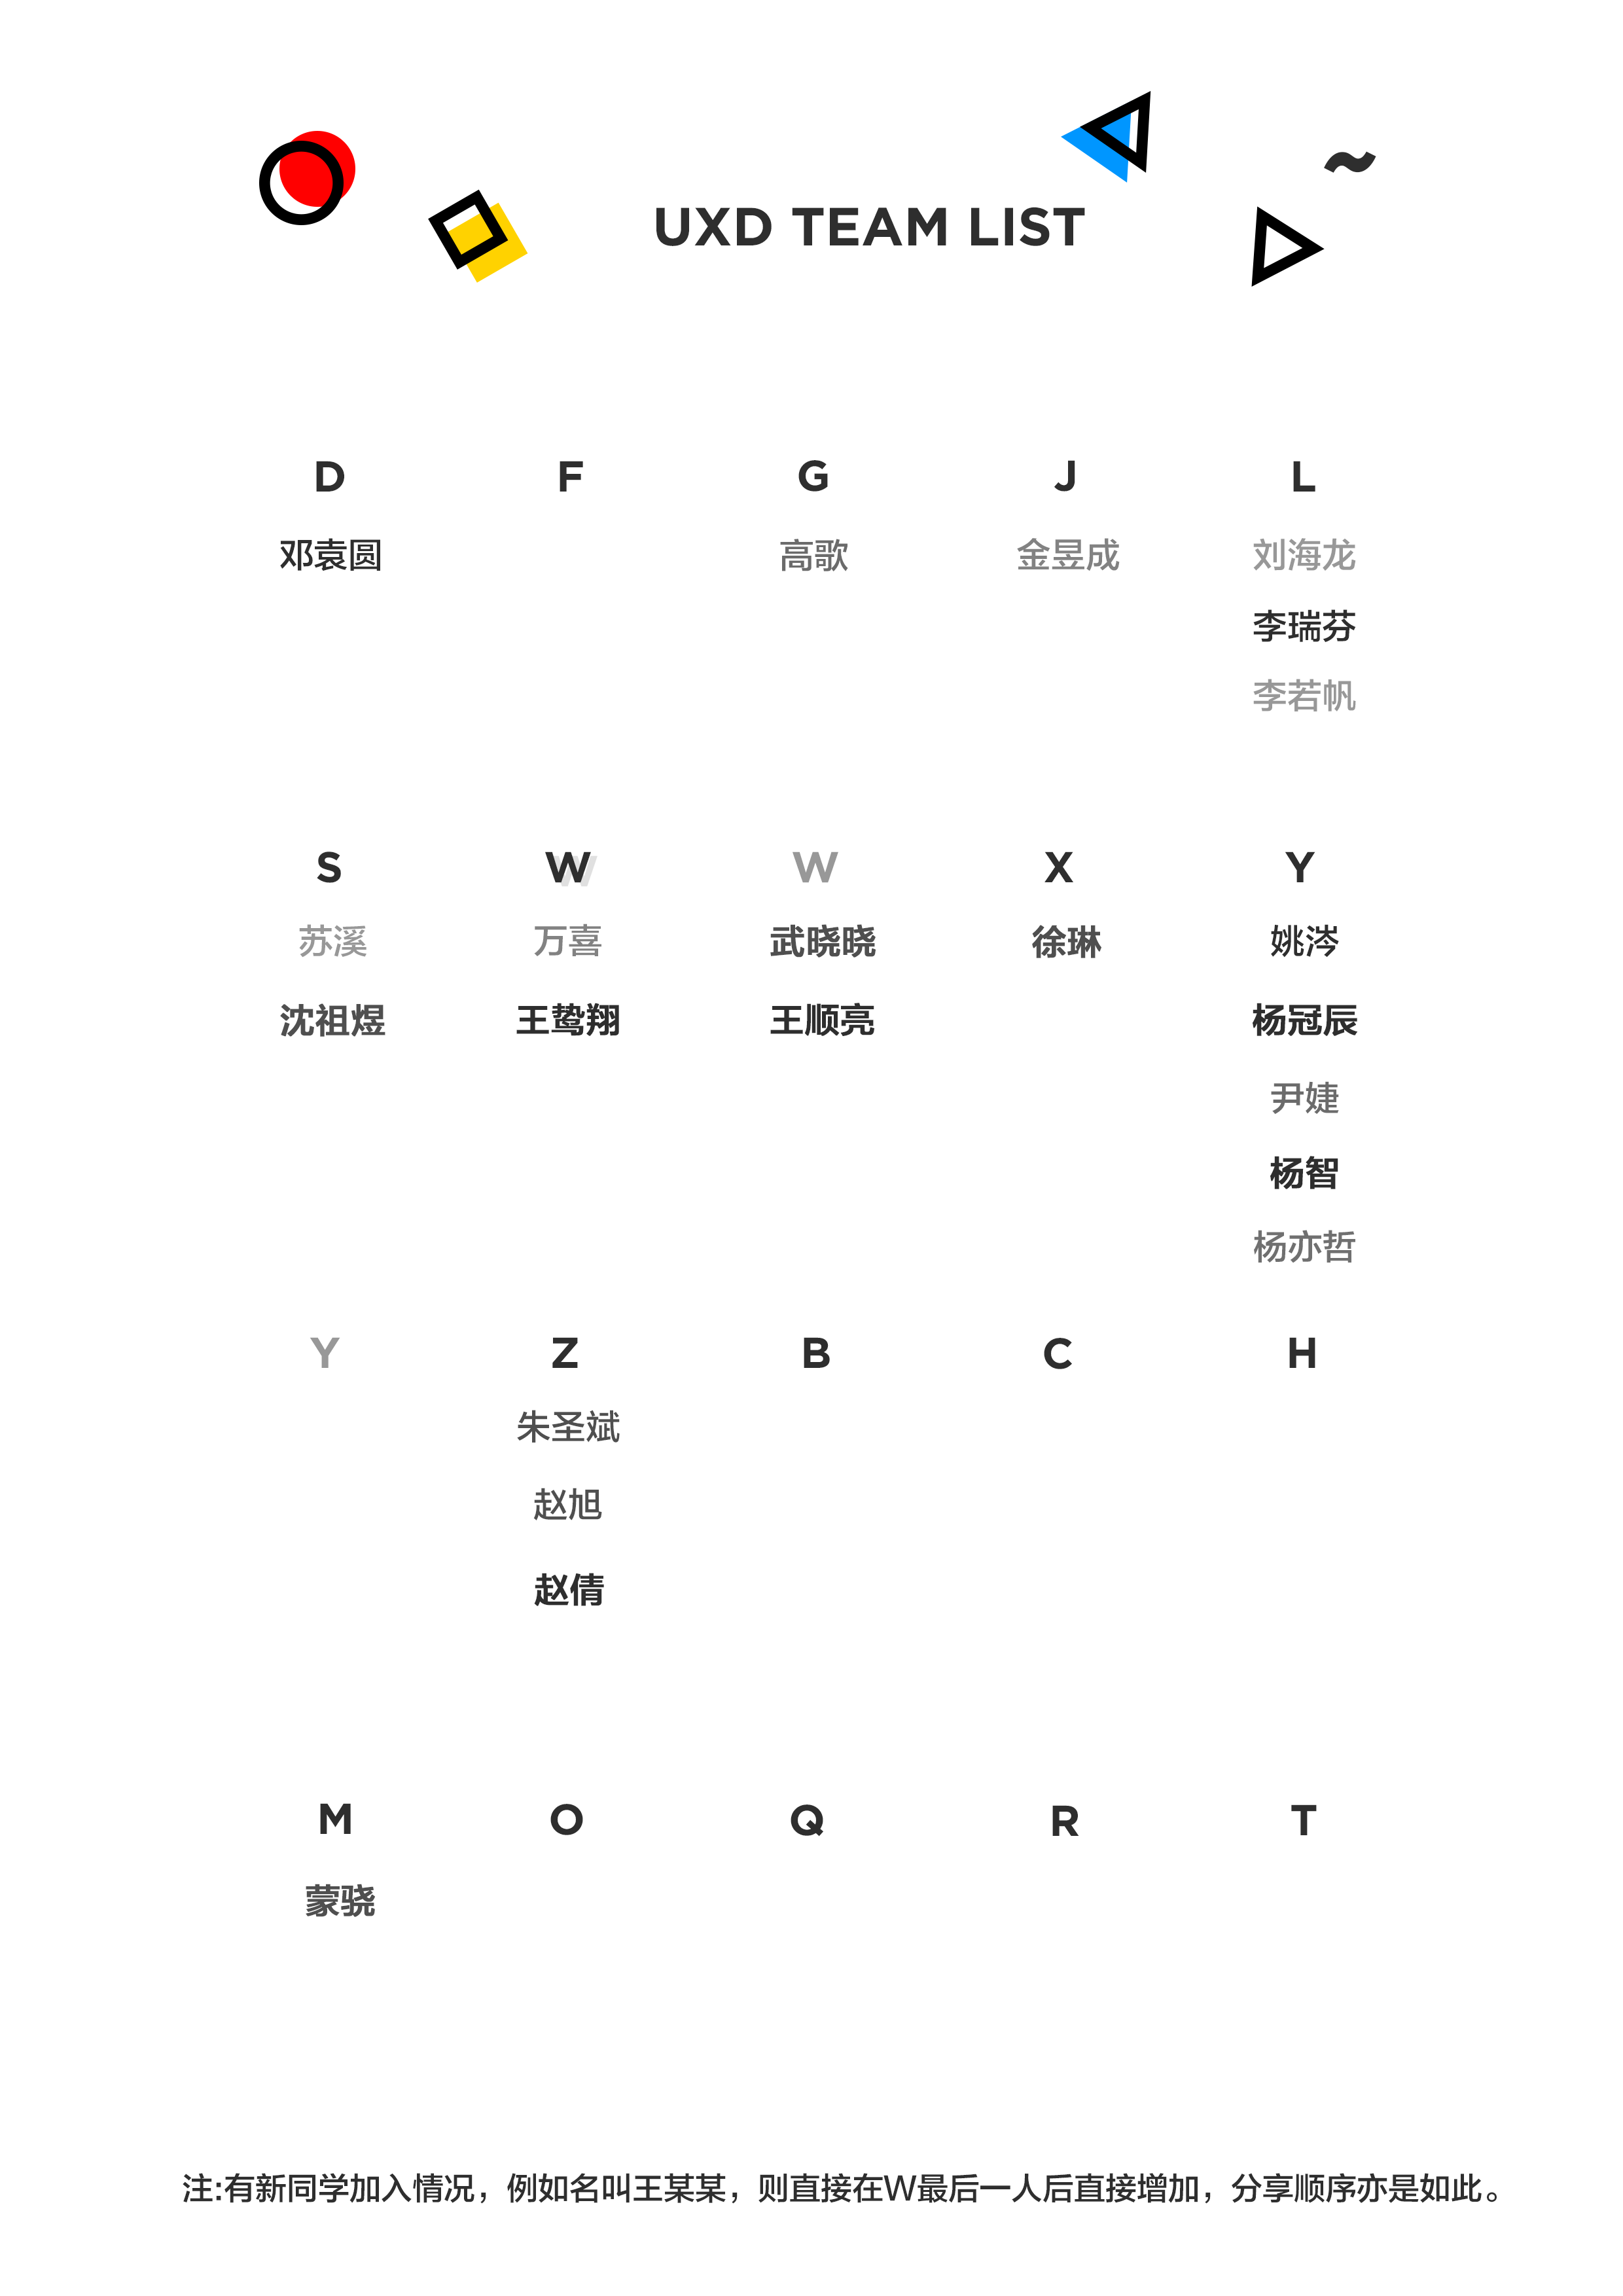 UXD TEAM LIST
D F G J L
邓袁圆 高歌 金昱成 刘海龙
李瑞芬
李若帆
S W W X Y
苏溪 万喜 武晓晓 徐琳 姚涔
沈祖煜 王鸷翔 王顺亮 杨冠辰
尹婕
杨智
杨亦哲
Y Z B C H
朱圣斌
赵旭
赵倩
M O Q R T
蒙骁
注:有新同学加入情况，例如名叫王某某，则直接在W最后一人后直接增加，分享顺序亦是如此。